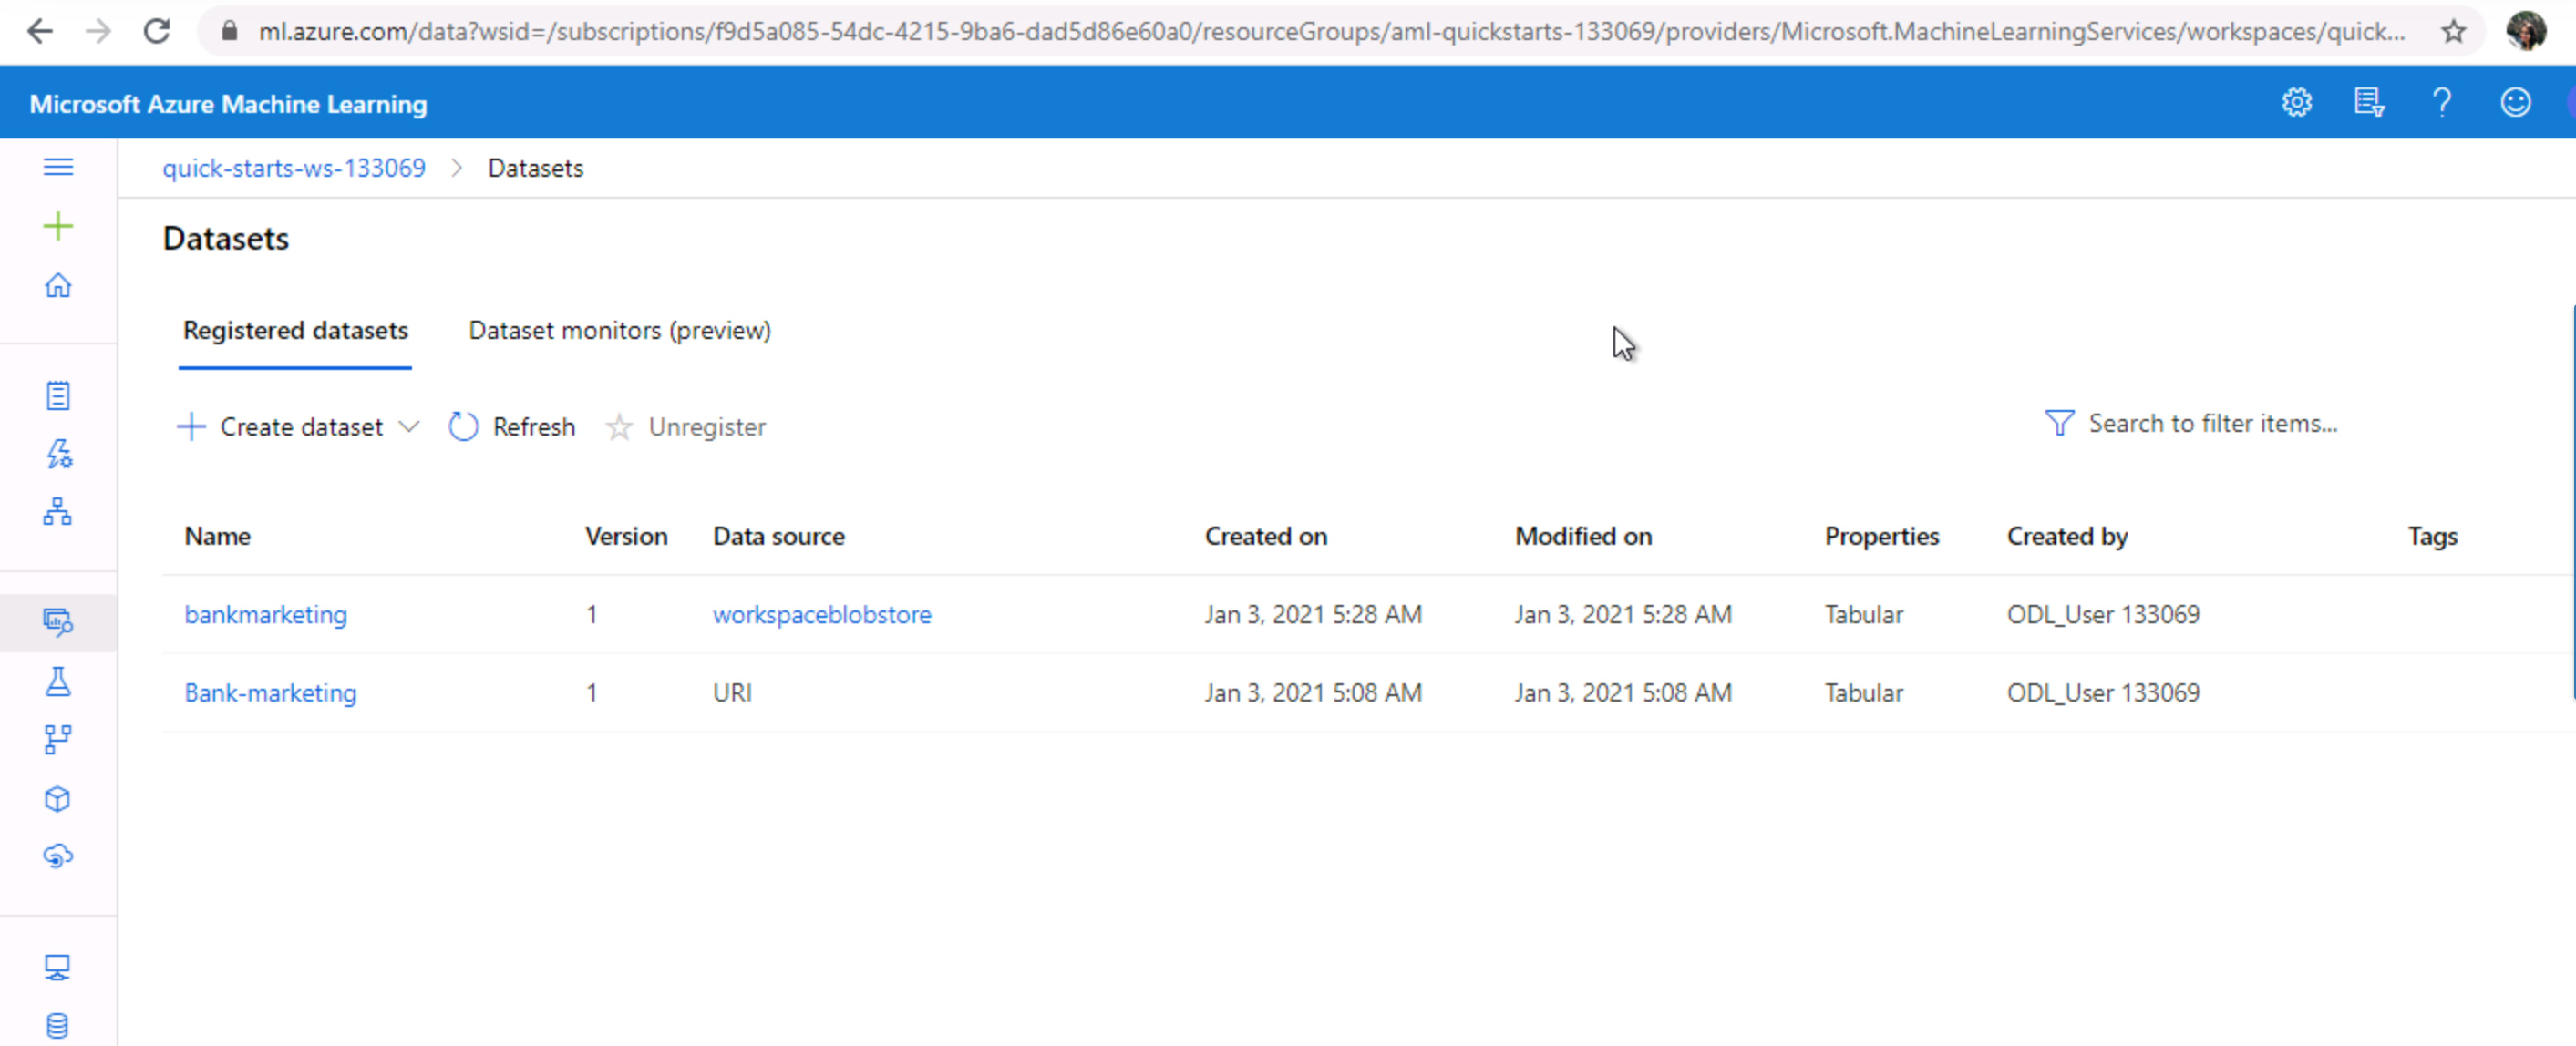 ml.azure.com/data?wsid=/subscriptions/f9d5a085-54dc-4215-9ba6-dad5d86e60a0/resourceGroups/aml-quickstarts-133069/providers/Microsoft.MachineLearningServices/workspaces/quick...
Microsoft Azure Machine Learning
quick-starts-ws-133069 > Datasets
Datasets
Registered datasets Dataset monitors (preview)
Create dataset Refresh Unregister Search to filter items...
Name Version Data source Created on Modified on Properties Created by Tags
bankmarketing 1 workspaceblobstore Jan 3, 2021 5:28 AM Jan 3, 2021 5:28 AM Tabular ODL_User 133069
Bank-marketing 1 URI Jan 3, 2021 5:08 AM Jan 3, 2021 5:08 AM Tabular ODL_User 133069